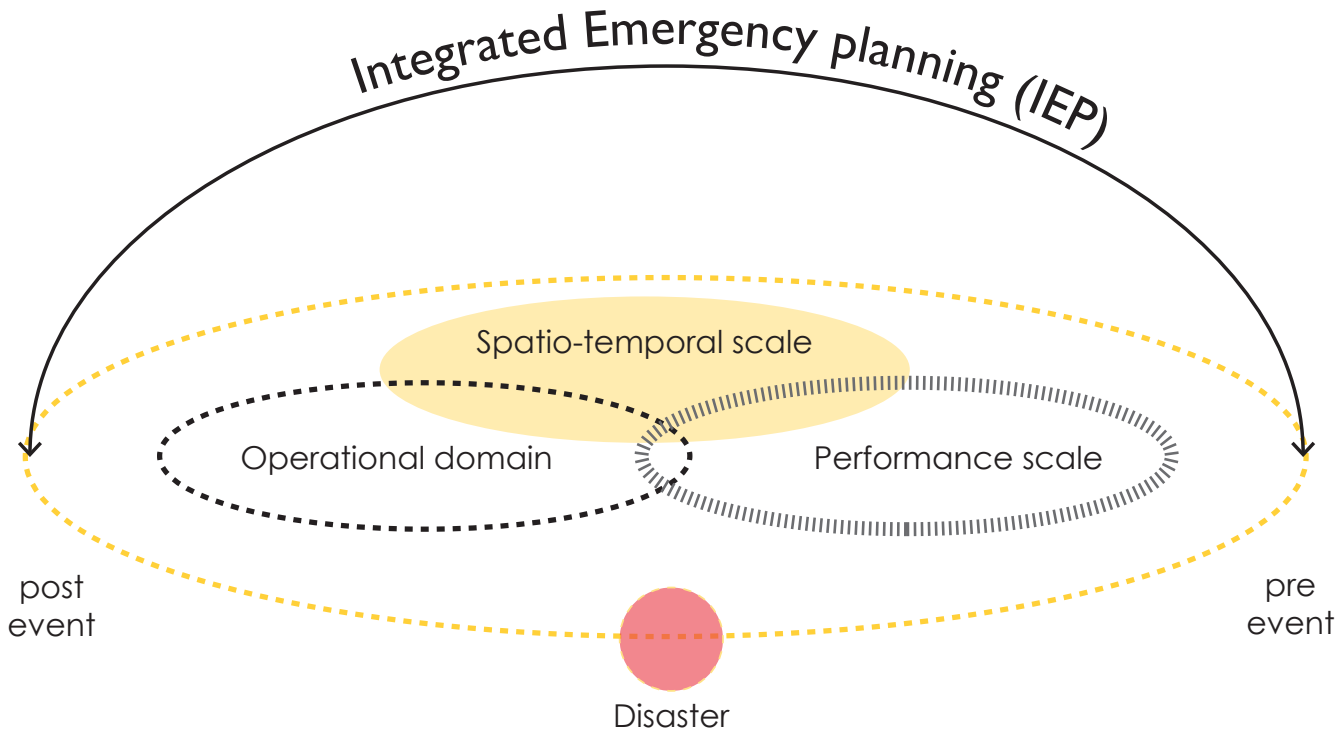 Integrated Emergency planning (IEP)
Spatio-temporal scale
Operational domain
Performance scale
post
event
pre
event
Disaster